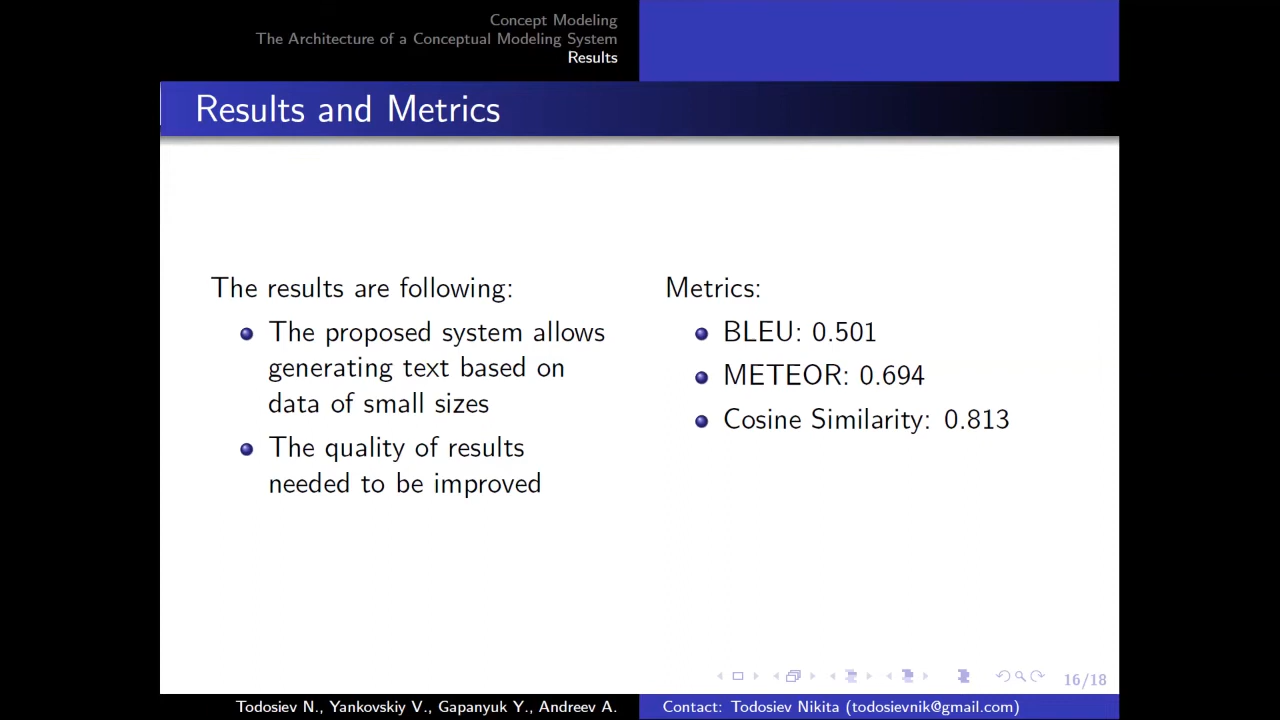 Concept Modeling
The Architecture of a Conceptual Modeling System
Results
Results and Metrics
The results are following:
The proposed system allows
generating text based on
data of small sizes
The quality of results
needed to be improved
Metrics:
BLEU: 0.501
METEOR: 0.694
Cosine Similarity: 0.813
16/18
Todosiev N., Yankovskiy V., Gapanyuk Y., Andreev A.
Contact: Todosiev Nikita (todosievnik@gmail.com)